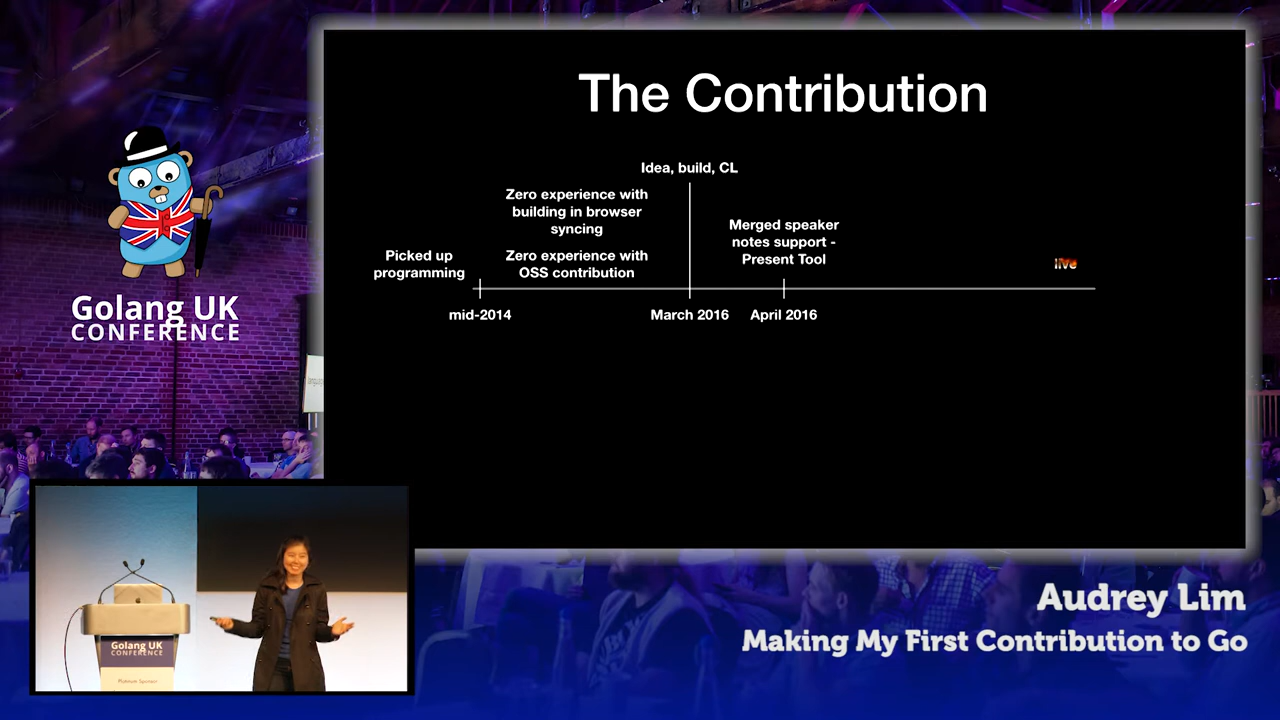 The Contribution
Idea, build, CL
Zero experience with
building in browser
syncing
Merged speaker
notes support -
Present Tool
Picked up
programming
Zero experience with
OSS contribution
live
mid-2014
March 2016
April 2016
Golang UK
CONFERENCE
Golang UK
CONFERENCE
Platinum Sponsor
Audrey Lim
Making My First Contribution to Go